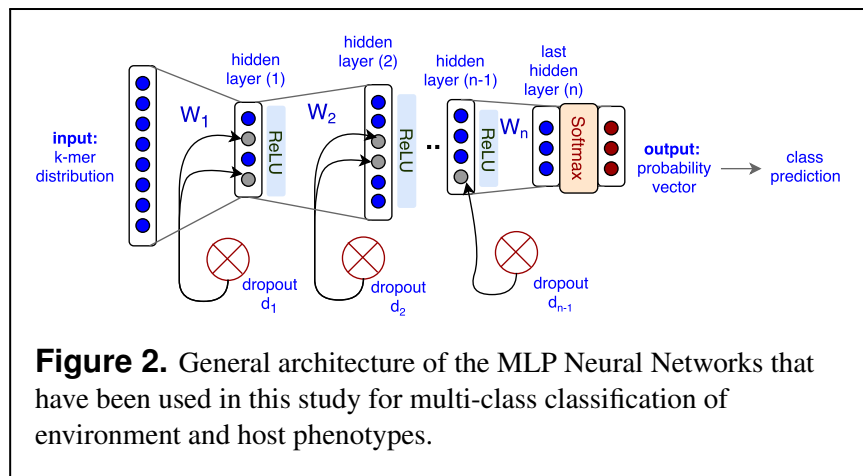 input:
k-mer
distribution
W1
hidden
layer (1)
ReLU
dropout
d1
W2
hidden
layer (2)
ReLU
dropout
d2
..
hidden
layer (n-1)
ReLU
dropout
dn-1
Wn
last
hidden
layer (n)
Softmax
output:
probability
vector
class
prediction
Figure 2. General architecture of the MLP Neural Networks that
have been used in this study for multi-class classification of
environment and host phenotypes.